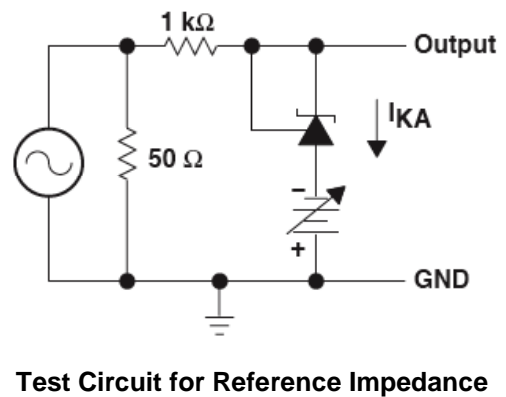 1 kΩ
Output
IKA
50 Ω
–
+
GND
Test Circuit for Reference Impedance